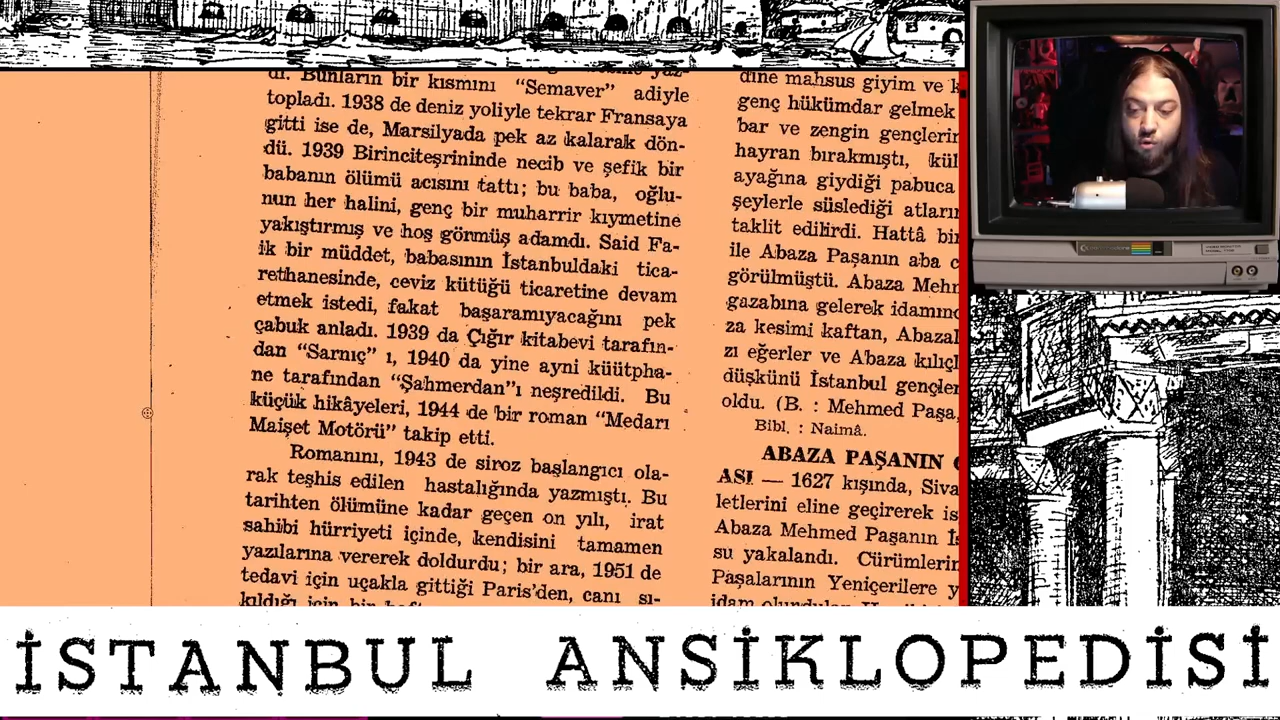 di. Bunların bir kısmını "Semaver" adiyle
topladı. 1938 de deniz yoliyle tekrar Fransaya
gitti ise de, Marsilyada pek az kalarak dön-
dü. 1939 Birinciteşrininde necib ve şefik bir
babanın ölümü acısını tattı; bu baba, oğlu-
nun her halini, genç bir muharrir kıymetine
yakıştırmış ve hoş görmüş adamdı. Said Fa-
ik bir müddet, babasının İstanbuldaki tica-
rethanesinde, ceviz kütüğü ticaretine devam
etmek istedi, fakat başaramıyacağını pek
çabuk anladı. 1939 da Çığır kitabevi tarafın-
dan "Sarnıç" ı, 1940 da yine ayni küütpha-
ne tarafından "Şahmerdan"ı neşredildi. Bu
küçük hikâyeleri, 1944 de bir roman "Medarı
Maişet Motörü" takip etti.
Romanını, 1943 de siroz başlangıcı ola-
rak teşhis edilen hastalığında yazmıştı. Bu
tarihten ölümüne kadar geçen on yılı, irat
sahibi hürriyeti içinde, kendisini tamamen
yazılarına vererek doldurdu; bir ara, 1951 de
tedavi için uçakla gittiği Paris'den, canı sı-
kıldığı için bir
dine mahsus giyim ve k
genç hükümdar gelmek
bar ve zengin gençlerin
hayran bırakmıştı, kül
ayağına giydiği pabuca
şeylerle süslediği atların
taklit edilirdi. Hattâ bir
ile Abaza Paşanın aba c
görülmüştü. Abaza Mehm
gazabına gelerek idamınd
za kesimi kaftan, Abazal
zı eğerler ve Abaza kılıçl
düşkünü İstanbul gençler
oldu. (B. : Mehmed Paşa,
Bibl. : Naimâ.
ABAZA PAŞANIN
ASI — 1627 kışında, Siva
letlerini eline geçirerek is
Abaza Mehmed Paşanın İs
su yakalandı. Cürümlerin
Paşalarının Yeniçerilere y
İSTANBUL ANSİKLOPEDİSİ